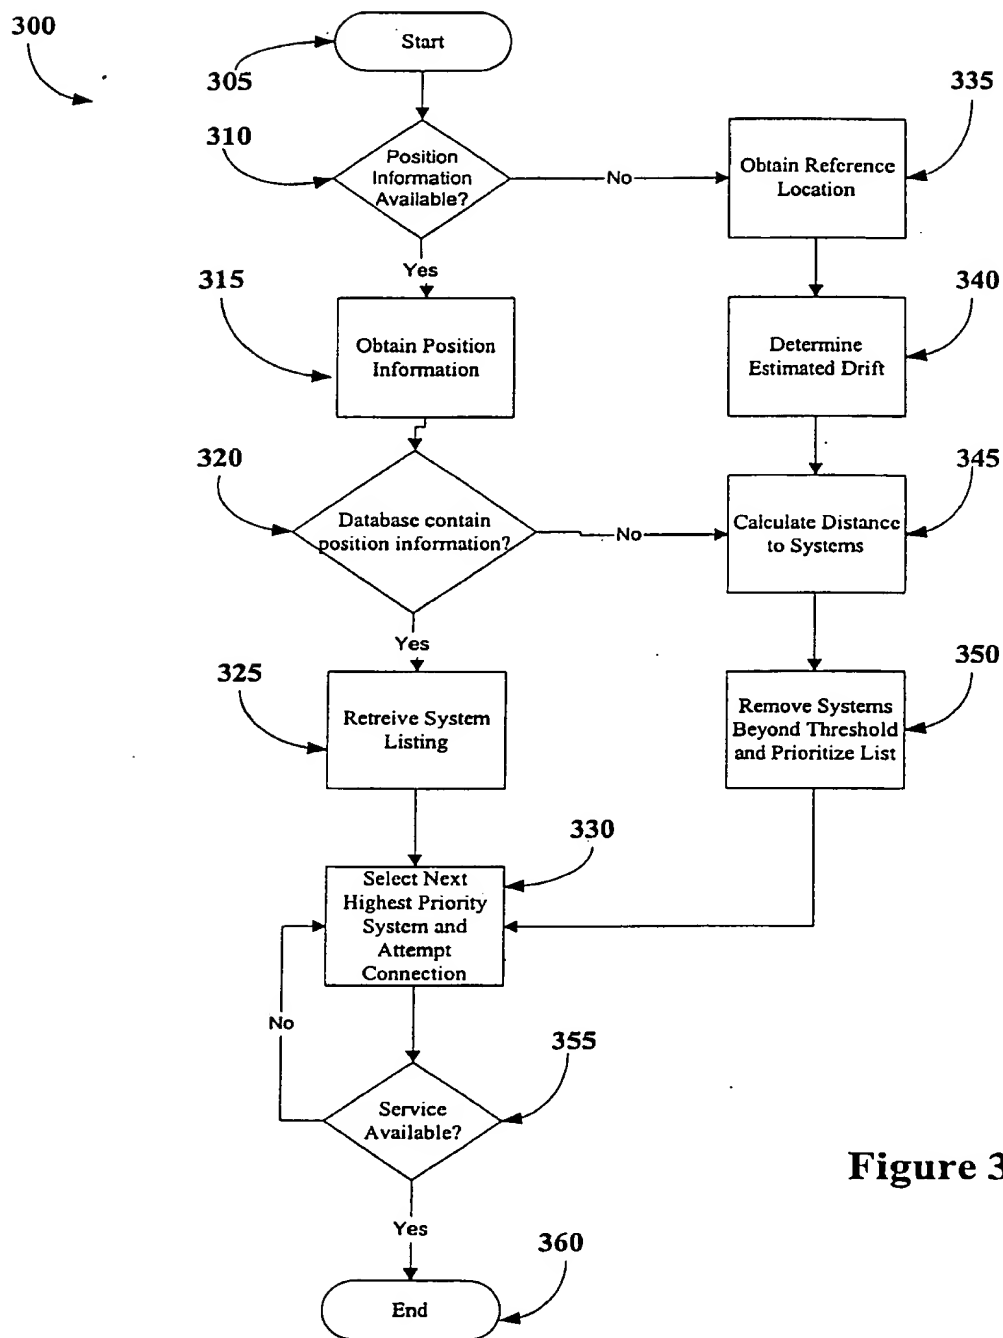 300
Start
305
335
310
Position
Information
Available?
No
Obtain Reference
Location
Yes
315
340
Obtain Position
Information
Determine
Estimated Drift
320
345
Database contain
position information?
No
Calculate Distance
to Systems
Yes
325
350
Retreive System
Listing
Remove Systems
Beyond Threshold
and Prioritize List
330
Select Next
Highest Priority
System and
Attempt
Connection
No
355
Service
Available?
Figure 3
Yes
360
End